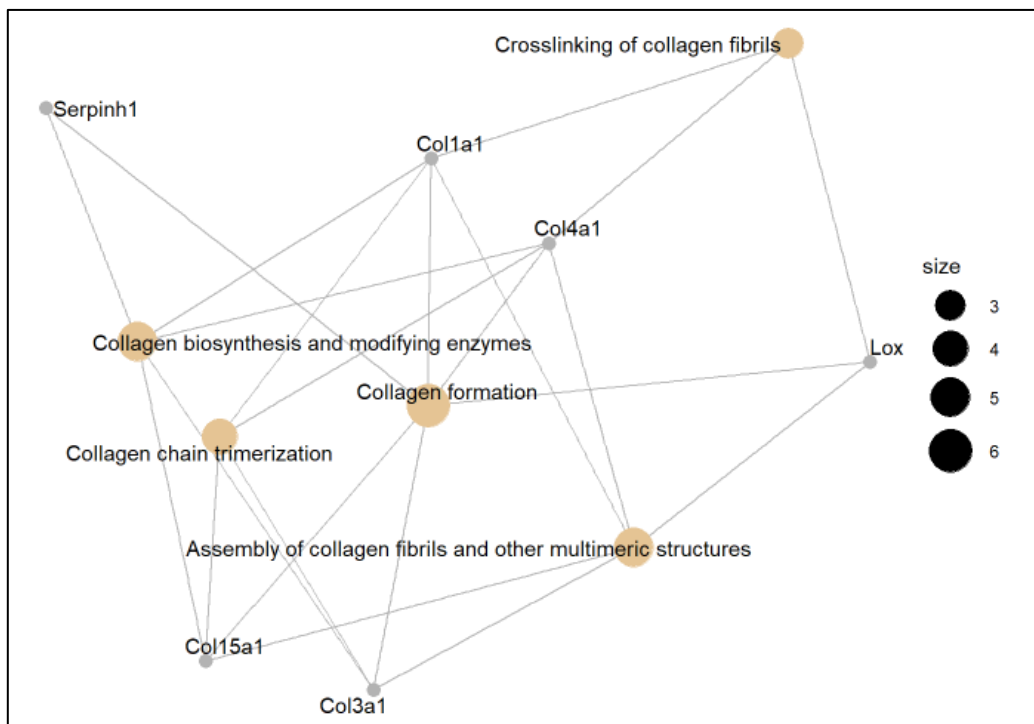 Crosslinking of collagen fibrils
Serpinh1
Col1a1
Col4a1
size
3
4
5
6
Lox
Collagen biosynthesis and modifying enzymes
Collagen formation
Collagen chain trimerization
Assembly of collagen fibrils and other multimeric structures
Col15a1
Col3a1